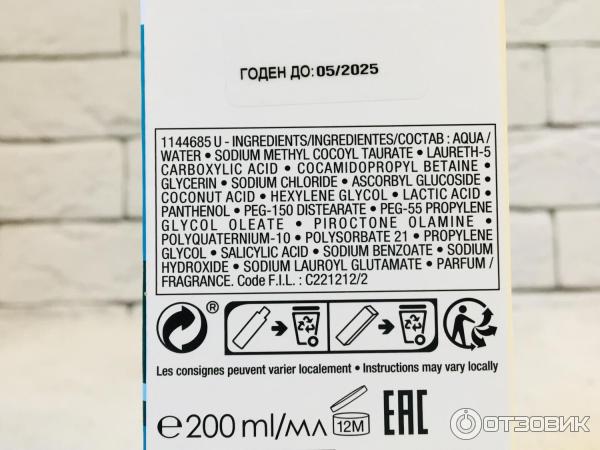 ГОДЕН ДО: 05/2025
1144685 U - INGREDIENTS/INGREDIENTES/СОСТАВ : AQUA /
WATER • SODIUM METHYL COCOYL TAURATE • LAURETH-5
CARBOXYLIC ACID • COCAMIDOPROPYL BETAINE •
GLYCERIN • SODIUM CHLORIDE • ASCORBYL GLUCOSIDE •
COCONUT ACID • HEXYLENE GLYCOL • LACTIC ACID •
PANTHENOL • PEG-150 DISTEARATE • PEG-55 PROPYLENE
GLYCOL OLEATE • PIROCTONE OLAMINE •
POLYQUATERNIUM-10 • POLYSORBATE 21 • PROPYLENE
GLYCOL • SALICYLIC ACID • SODIUM BENZOATE • SODIUM
HYDROXIDE • SODIUM LAUROYL GLUTAMATE • PARFUM /
FRAGRANCE. Code F.I.L. : C221212/2
®
Les consignes peuvent varier localement • Instructions may vary locally
℮ 200 ml/мл 12M EAC
ОТЗОВИК